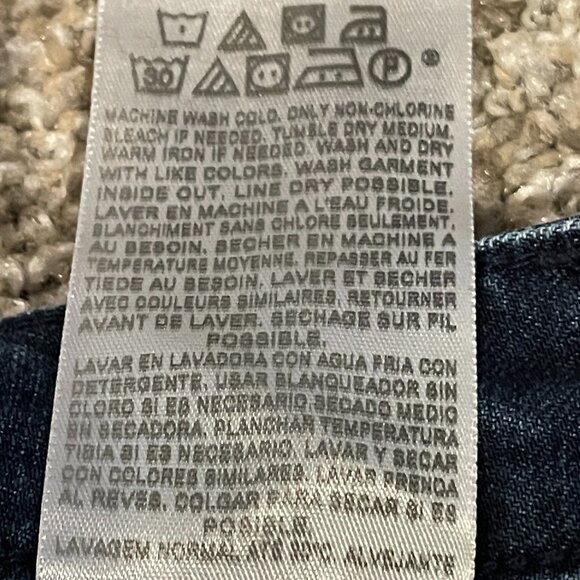 30 P ®
MACHINE WASH COLD. ONLY NON-CHLORINE
BLEACH IF NEEDED. TUMBLE DRY MEDIUM.
WARM IRON IF NEEDED. WASH AND DRY
WITH LIKE COLORS. WASH GARMENT
INSIDE OUT. LINE DRY POSSIBLE.
LAVER EN MACHINE A L'EAU FROIDE.
BLANCHIMENT SANS CHLORE SEULEMENT,
AU BESOIN. SECHER EN MACHINE A
TEMPERATURE MOYENNE. REPASSER AU FER
TIEDE AU BESOIN. LAVER ET SECHER
AVEC COULEURS SIMILAIRES. RETOURNER
AVANT DE LAVER. SECHAGE SUR FIL
POSSIBLE.
LAVAR EN LAVADORA CON AGUA FRIA CON
DETERGENTE. USAR BLANQUEADOR SIN
CLORO SI ES NECESARIO. SECADO MEDIO
EN SECADORA. PLANCHAR TEMPERATURA
TIBIA SI ES NECESARIO. LAVAR Y SECAR
CON COLORES SIMILARES. LAVAR PRENDA
AL REVES. COLGAR PARA SECAR SI ES
POSIBLE.
LAVAGEM NORMAL ATE 30ºC. ALVEJANTE